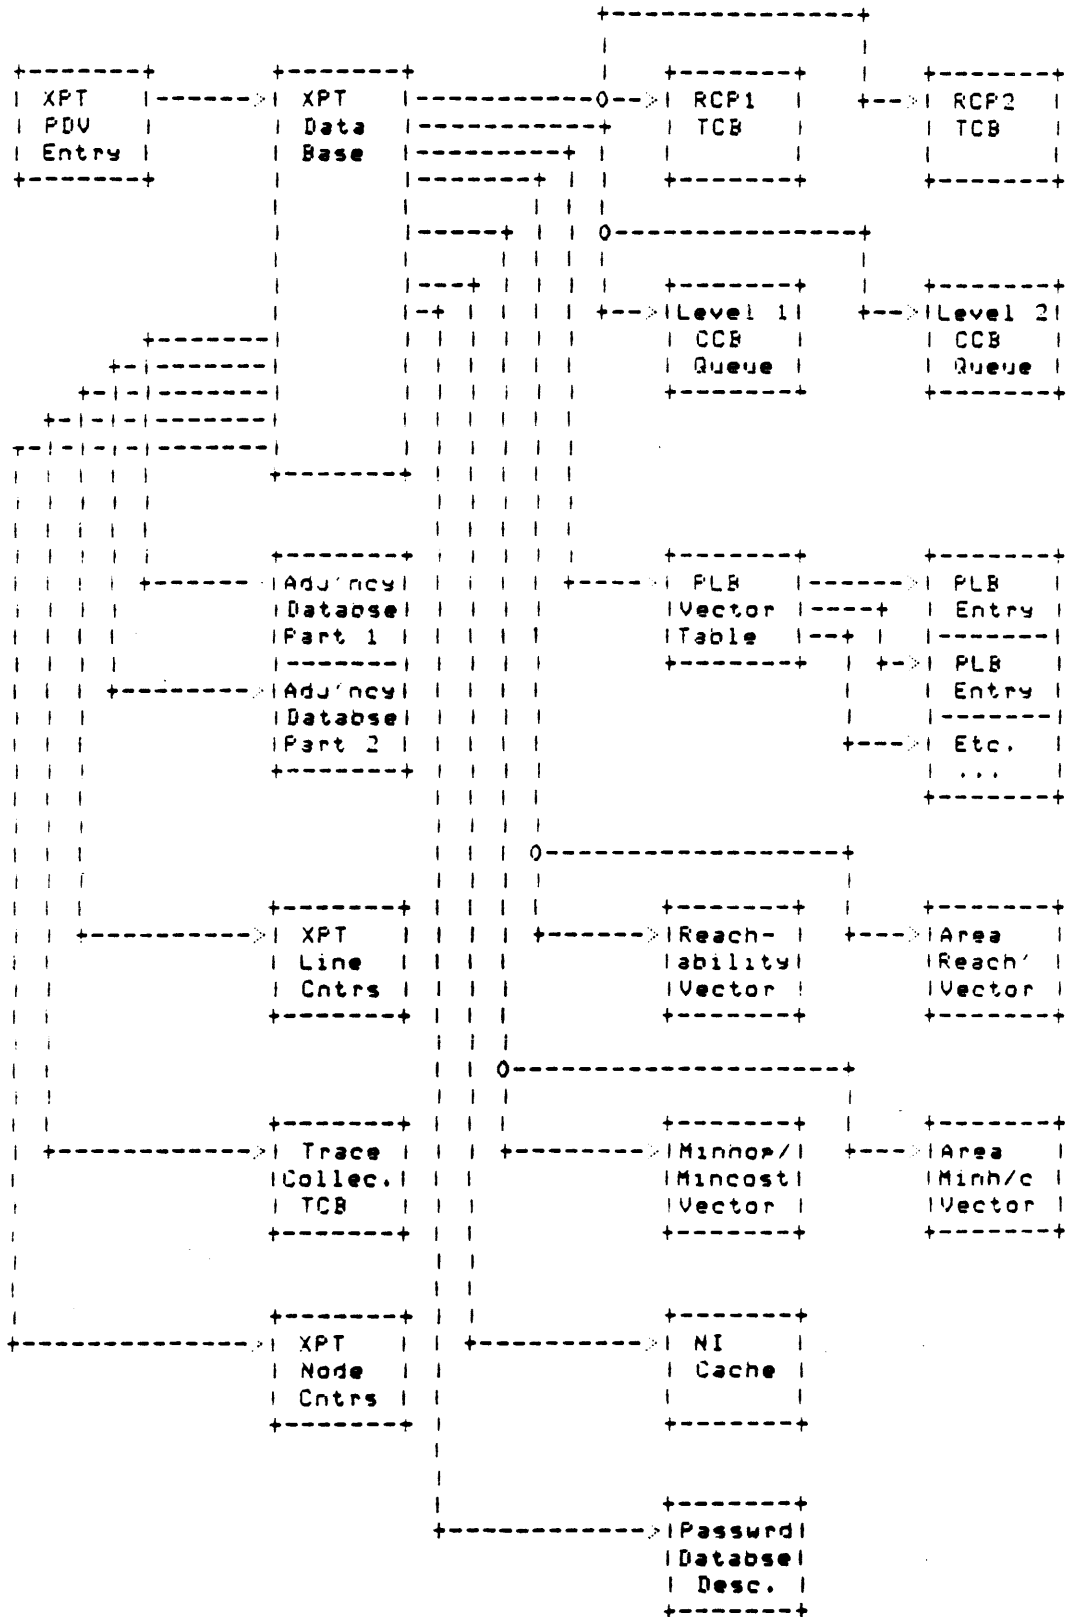 XPT
PDV
Entry
XPT
Data
Base
RCP1
TCB
RCP2
TCB
Level 1
CCB
Queue
Level 2
CCB
Queue
Adj'ncy
Databse
Part 1
Adj'ncy
Databse
Part 2
PLB
Vector
Table
PLB
Entry
PLB
Entry
Etc.
...
XPT
Line
Cntrs
Reach-
ability
Vector
Area
Reach'
Vector
Trace
Collec.
TCB
Minhop/
Mincost
Vector
Area
Minh/c
Vector
XPT
Node
Cntrs
NI
Cache
Passwrd
Databse
Desc.